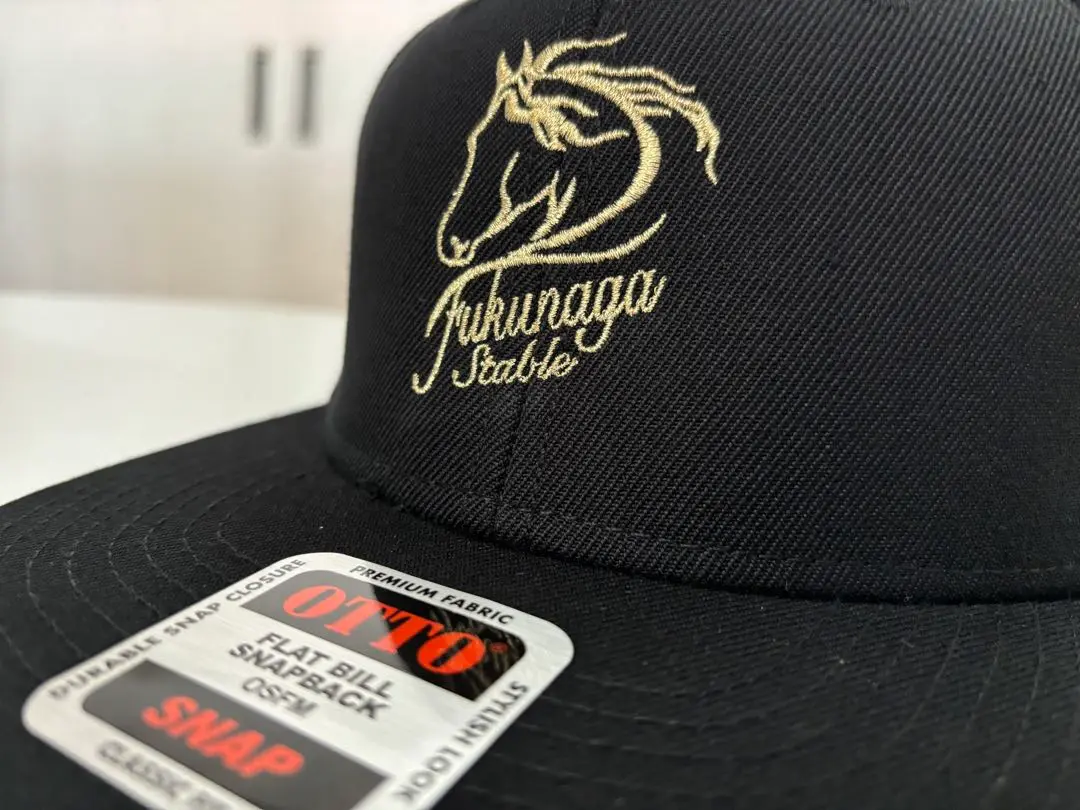 Fukunaga
Stable
PREMIUM FABRIC
DURABLE SNAP CLOSURE
OTTO®
FLAT BILL
SNAPBACK
OSFM
SNAP
STYLISH LOOK
CLASSIC